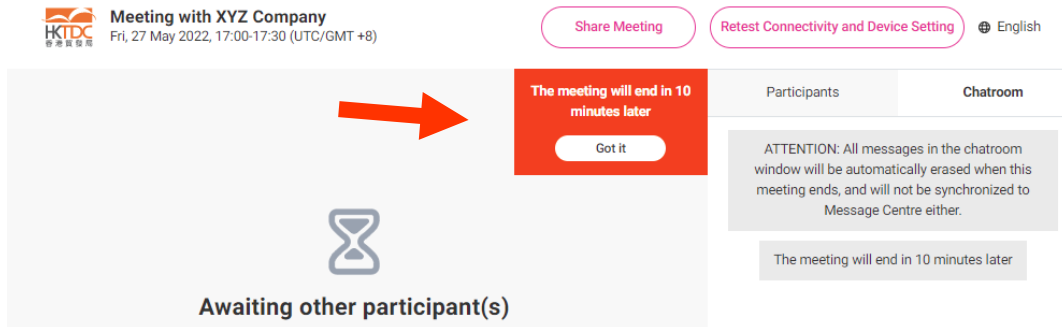 Meeting with XYZ Company
HKTDC
香港貿發局
Fri, 27 May 2022, 17:00-17:30 (UTC/GMT +8)
Share Meeting
Retest Connectivity and Device Setting
English
The meeting will end in 10
minutes later
Got it
Participants
Chatroom
ATTENTION: All messages in the chatroom
window will be automatically erased when this
meeting ends, and will not be synchronized to
Message Centre either.
The meeting will end in 10 minutes later
Awaiting other participant(s)